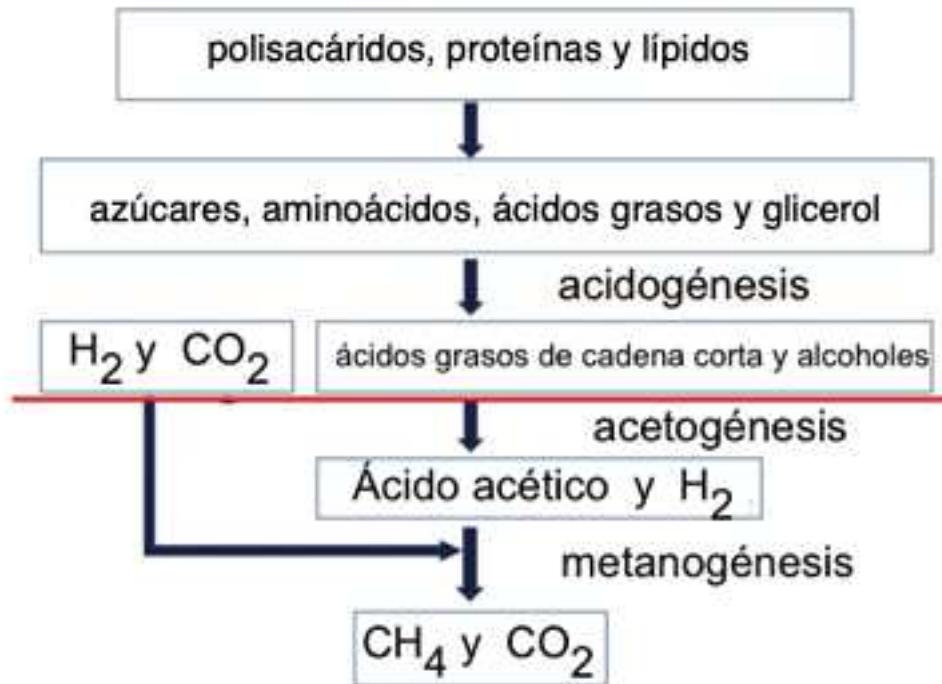 polisacáridos, proteínas y lípidos
azúcares, aminoácidos, ácidos grasos y glicerol
acidogénesis
H₂ y CO₂
ácidos grasos de cadena corta y alcoholes
acetogénesis
Ácido acético y H₂
metanogénesis
CH₄ y CO₂